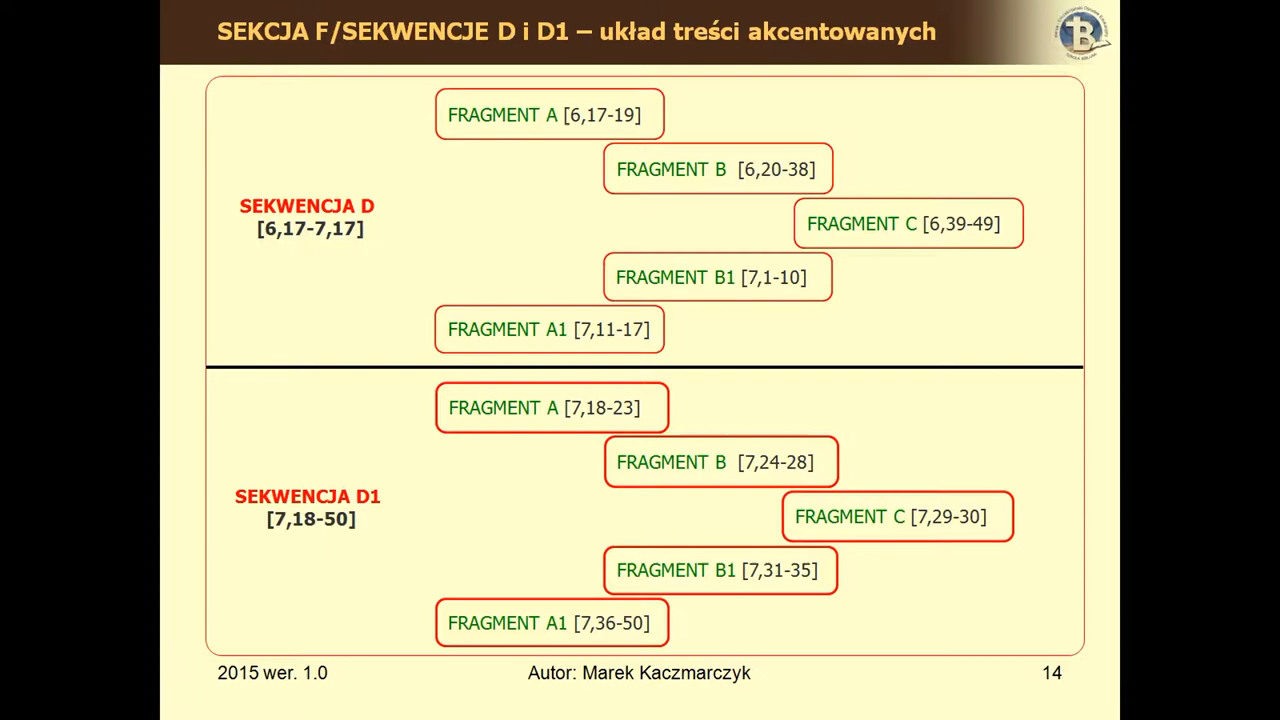 SEKCJA F/SEKWENCJE D i D1 – układ treści akcentowanych
FRAGMENT A [6,17-19]
FRAGMENT B [6,20-38]
SEKWENCJA D
[6,17-7,17]
FRAGMENT C [6,39-49]
FRAGMENT B1 [7,1-10]
FRAGMENT A1 [7,11-17]
FRAGMENT A [7,18-23]
FRAGMENT B [7,24-28]
SEKWENCJA D1
[7,18-50]
FRAGMENT C [7,29-30]
FRAGMENT B1 [7,31-35]
FRAGMENT A1 [7,36-50]
2015 wer. 1.0
Autor: Marek Kaczmarczyk
14